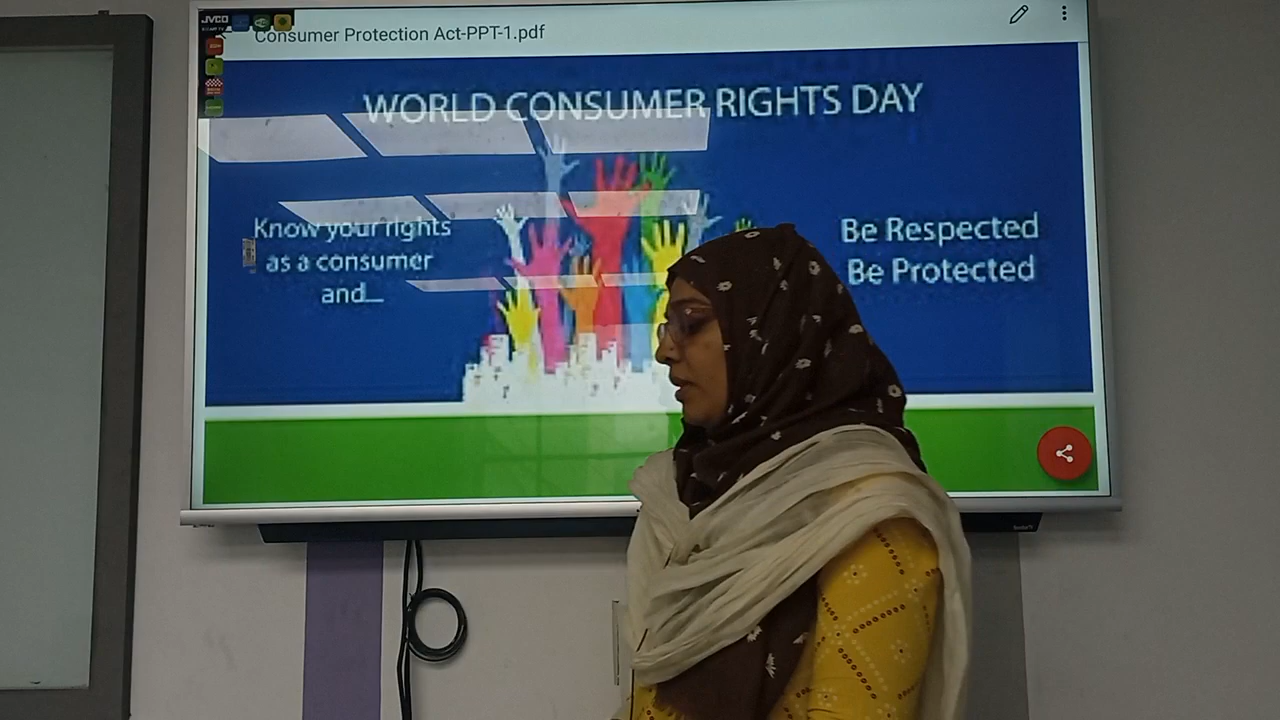 JVCO
Consumer Protection Act-PPT-1.pdf
WORLD CONSUMER RIGHTS DAY
Know your rights
as a consumer
and__
Be Respected
Be Protected